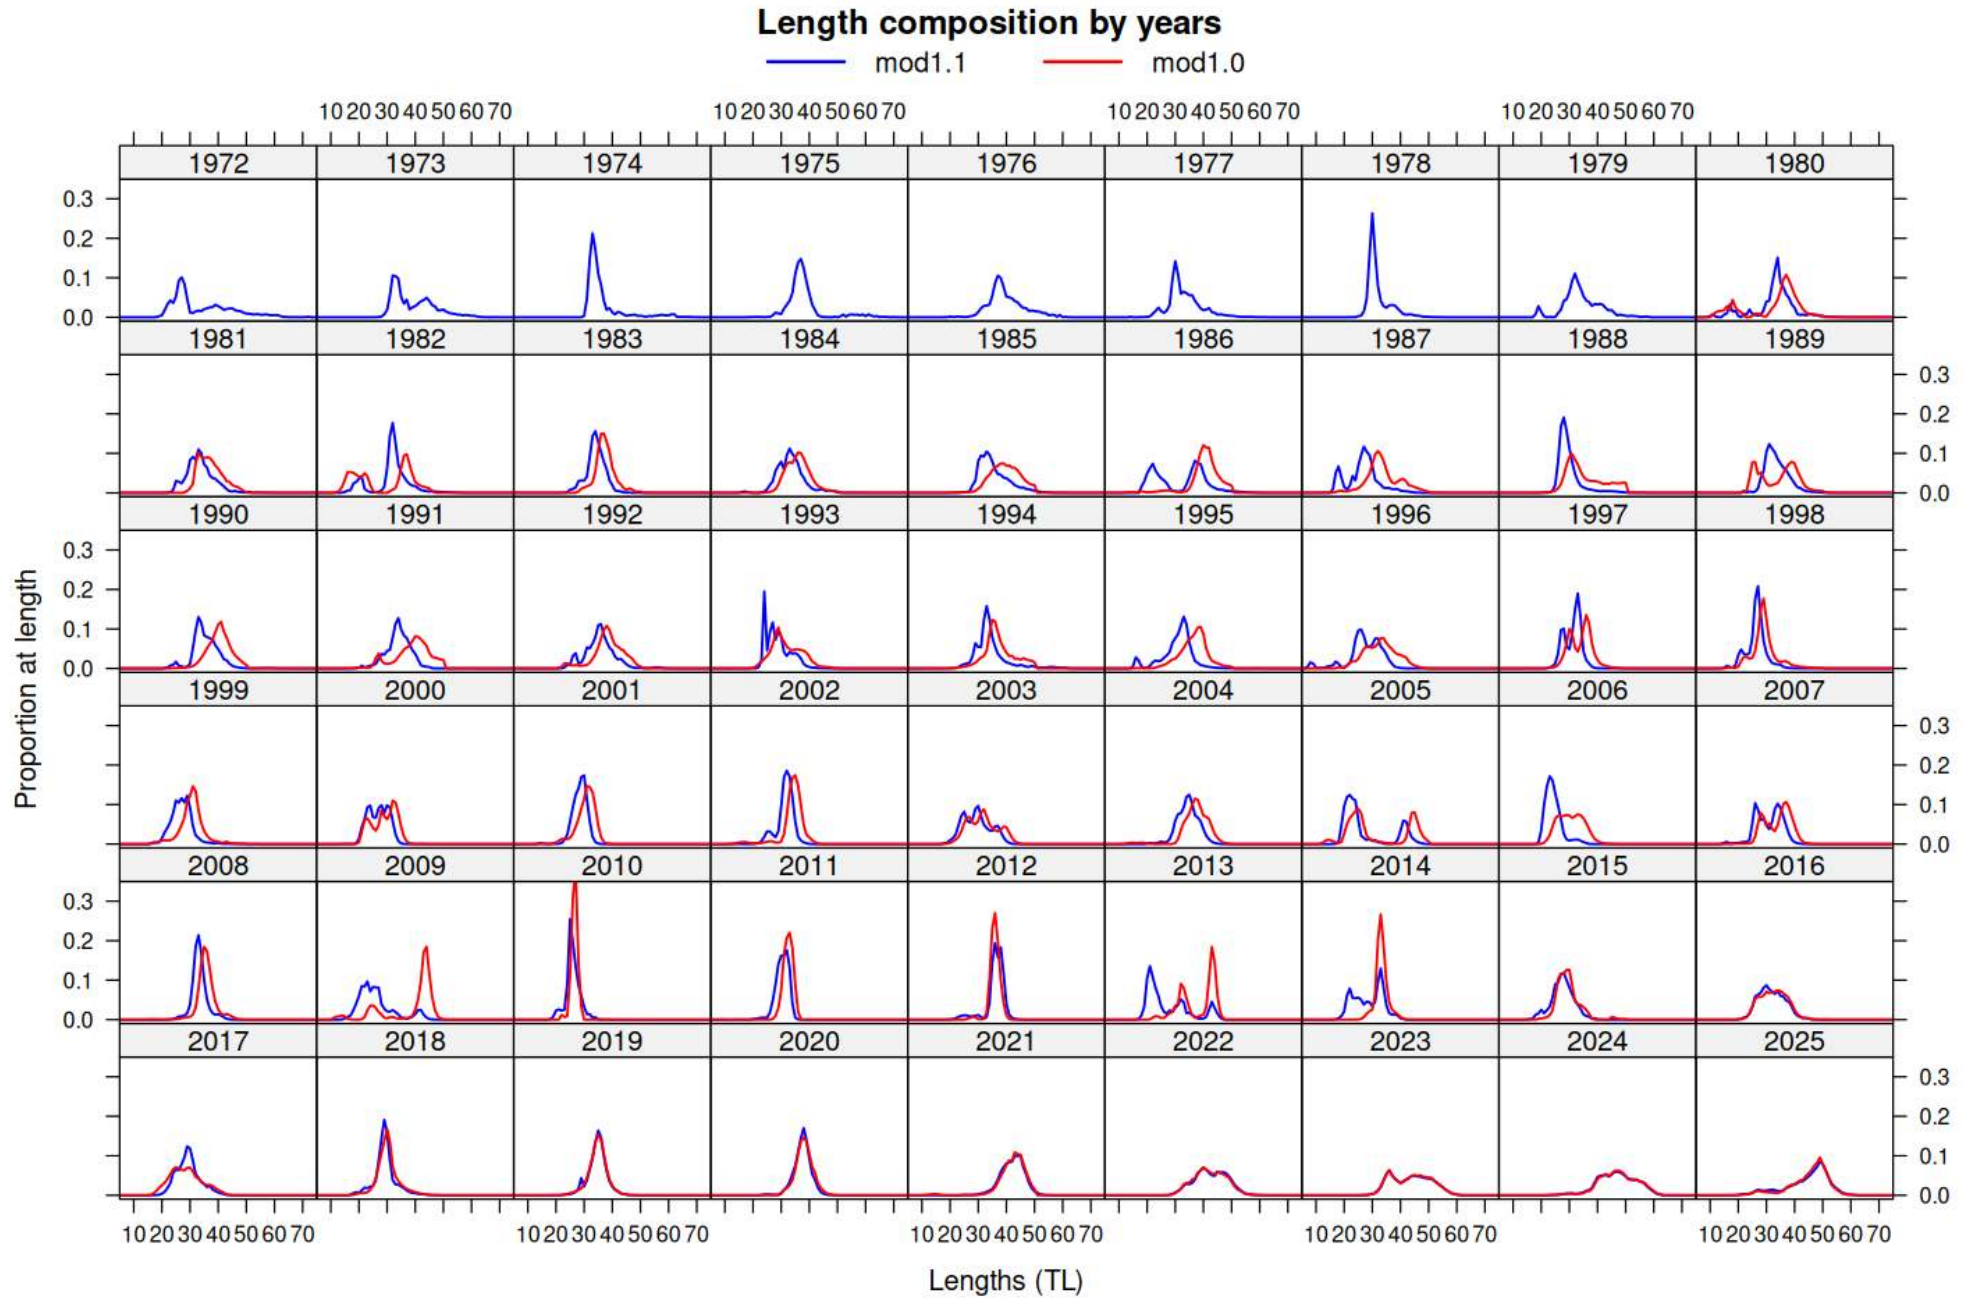 Length composition by years
mod1.1 mod1.0
10 20 30 40 50 60 70 10 20 30 40 50 60 70 10 20 30 40 50 60 70 10 20 30 40 50 60 70
1972 1973 1974 1975 1976 1977 1978 1979 1980
0.3
0.2
0.1
0.0
1981 1982 1983 1984 1985 1986 1987 1988 1989
0.3
0.2
0.1
0.0
1990 1991 1992 1993 1994 1995 1996 1997 1998
0.3
0.2
0.1
0.0
1999 2000 2001 2002 2003 2004 2005 2006 2007
0.3
0.2
0.1
0.0
2008 2009 2010 2011 2012 2013 2014 2015 2016
0.3
0.2
0.1
0.0
2017 2018 2019 2020 2021 2022 2023 2024 2025
0.3
0.2
0.1
0.0
10 20 30 40 50 60 70 10 20 30 40 50 60 70 10 20 30 40 50 60 70 10 20 30 40 50 60 70 10 20 30 40 50 60 70
Proportion at length
Lengths (TL)